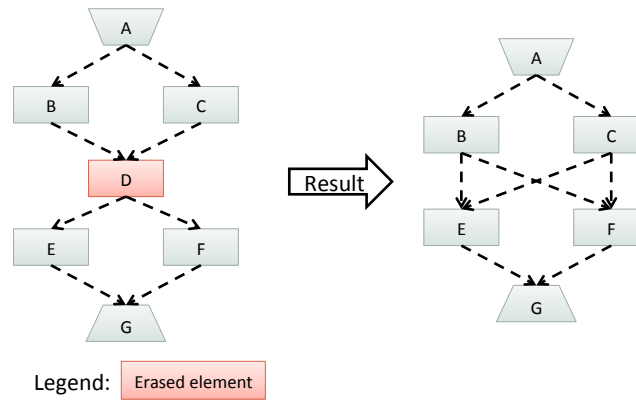 A
B C
D
E F
G
Legend: Erased element
Result
A
B C
E F
G